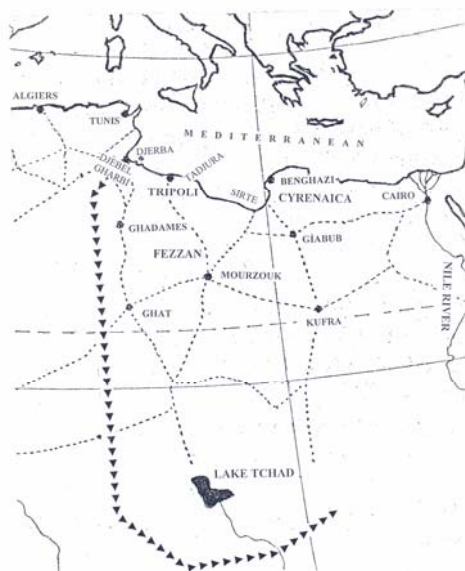 ALGIERS
TUNIS
MEDITERRANEAN
DJERBA
DJEBEL
GHARBI
TADJURA
TRIPOLI
SIRTE
BENGHAZI
CYRENAICA
CAIRO
GHADAMES
GIABUB
FEZZAN
MOURZOUK
NILE RIVER
GHAT
KUFRA
LAKE TCHAD